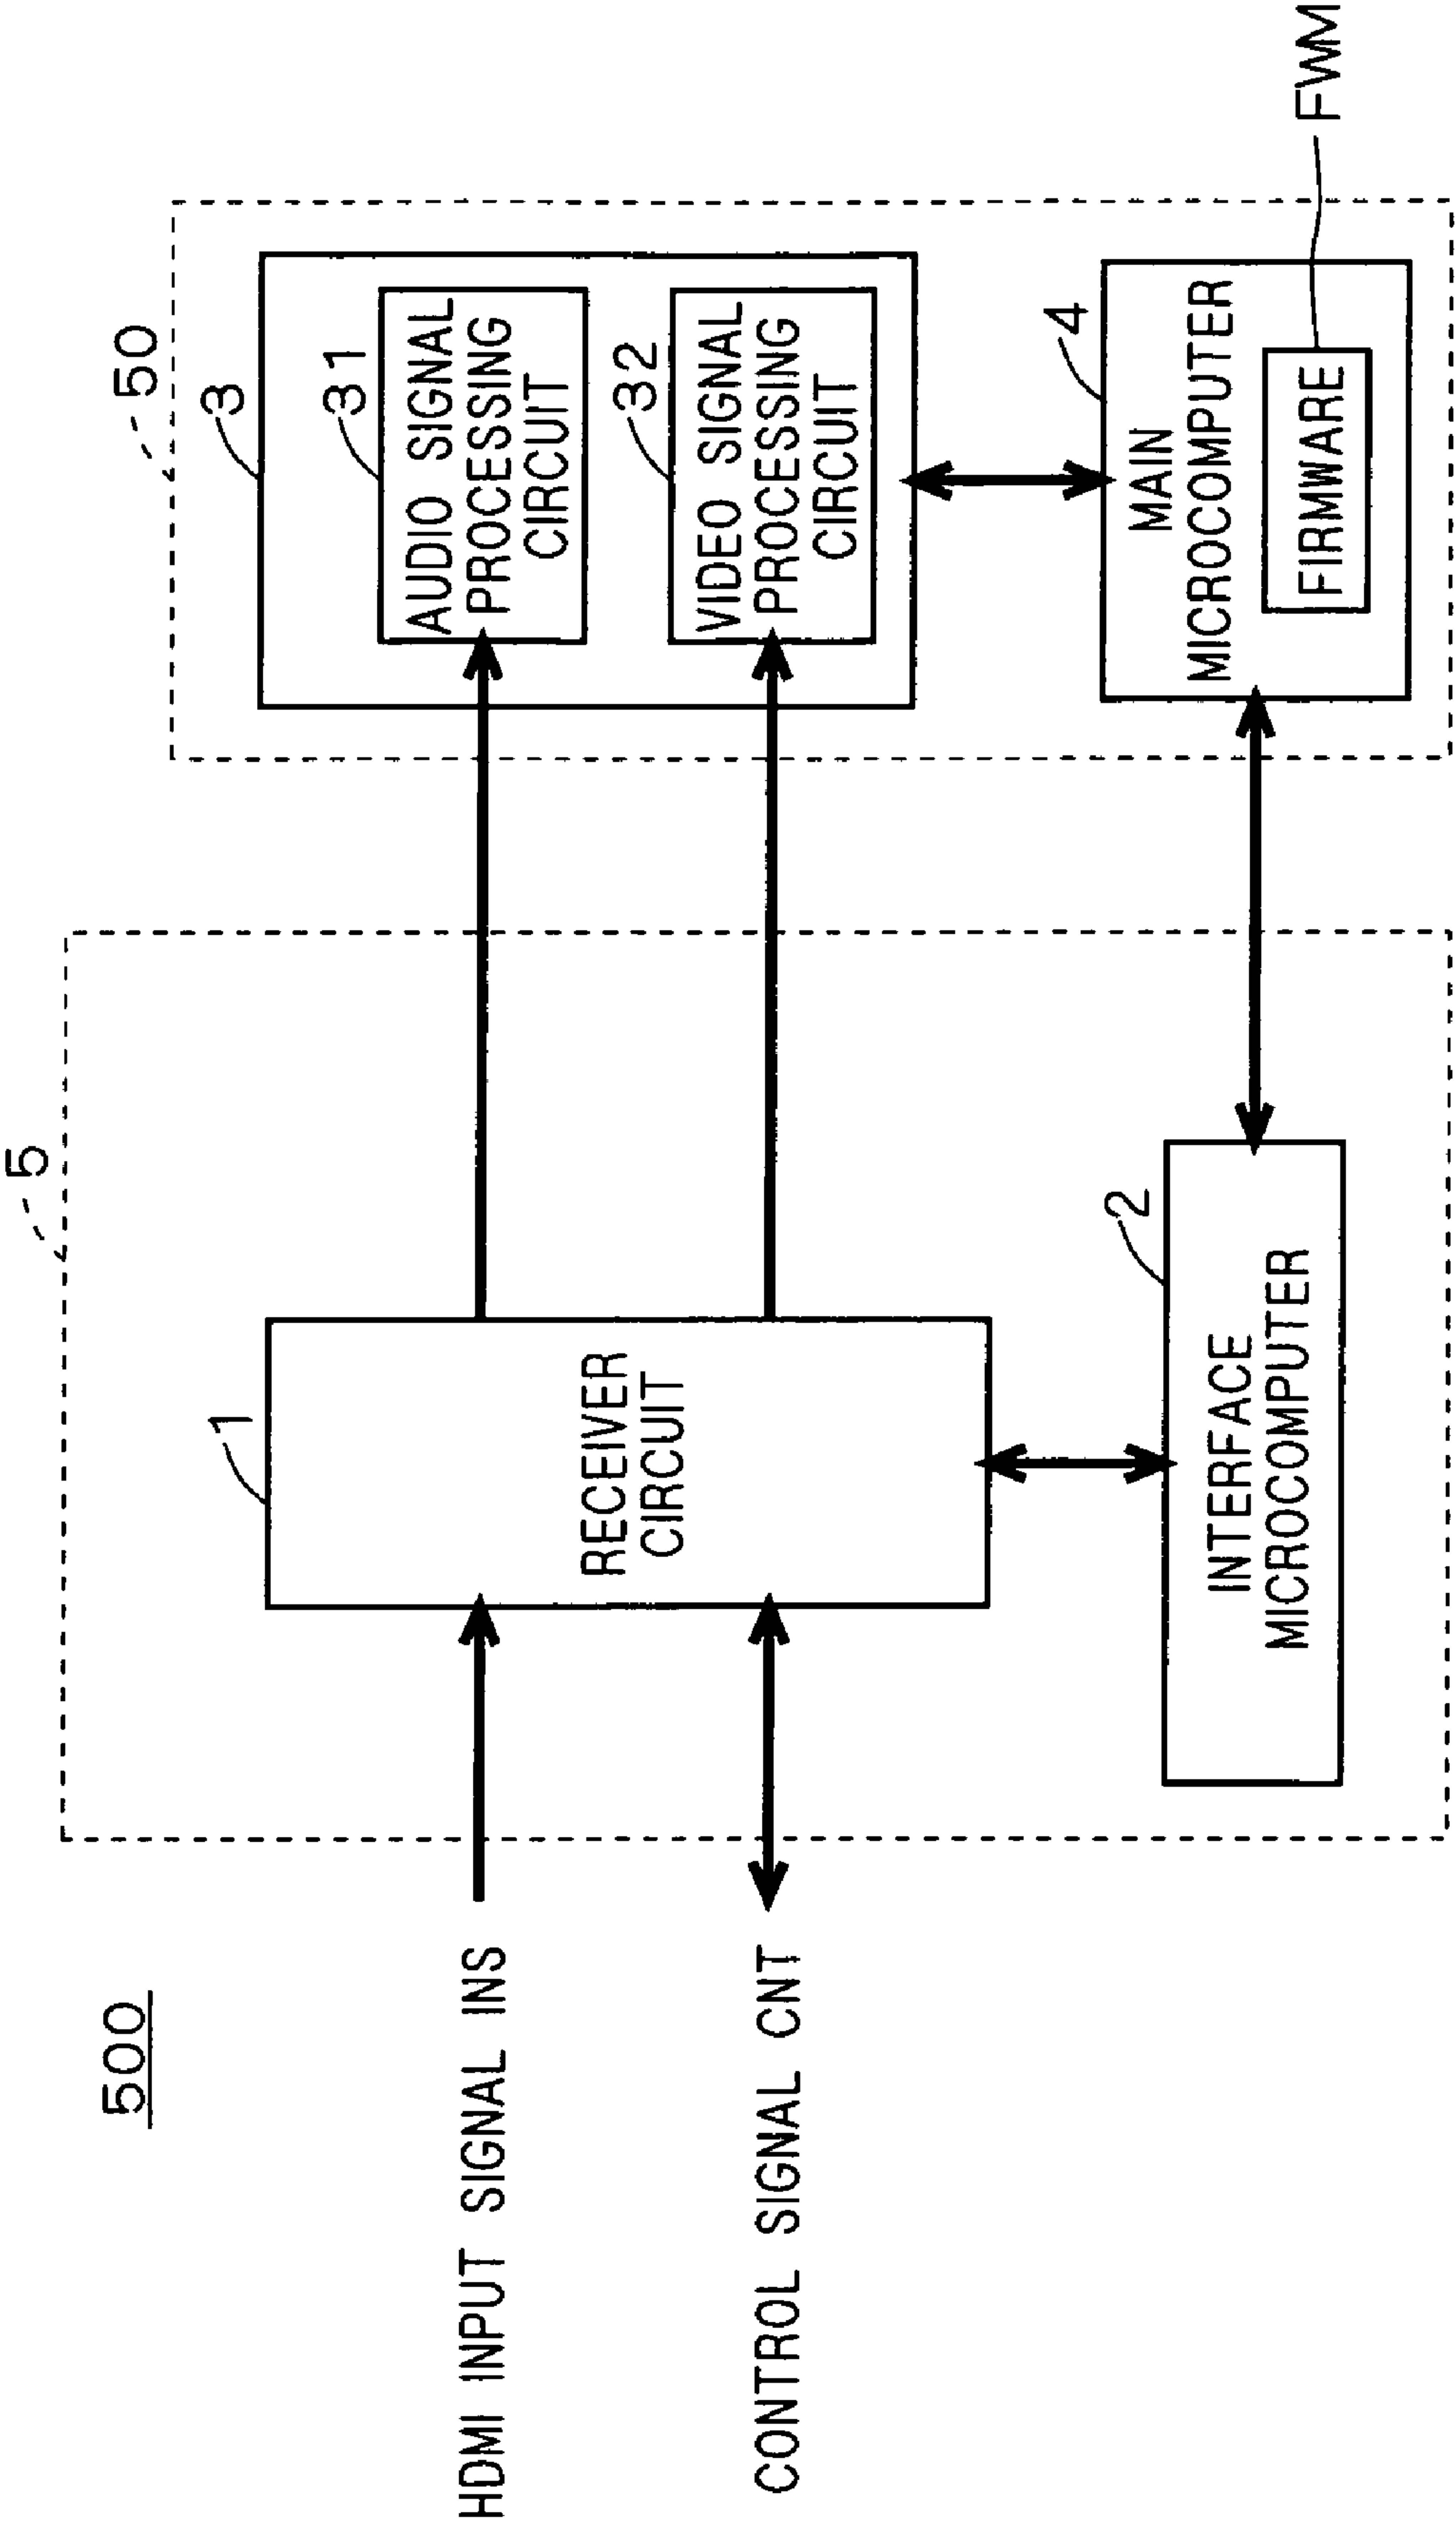 500
HDMI INPUT SIGNAL INS
CONTROL SIGNAL CNT
5
1
RECEIVER
CIRCUIT
2
INTERFACE
MICROCOMPUTER
50
3
31
AUDIO SIGNAL
PROCESSING
CIRCUIT
32
VIDEO SIGNAL
PROCESSING
CIRCUIT
4
MAIN
MICROCOMPUTER
FIRMWARE
FWM